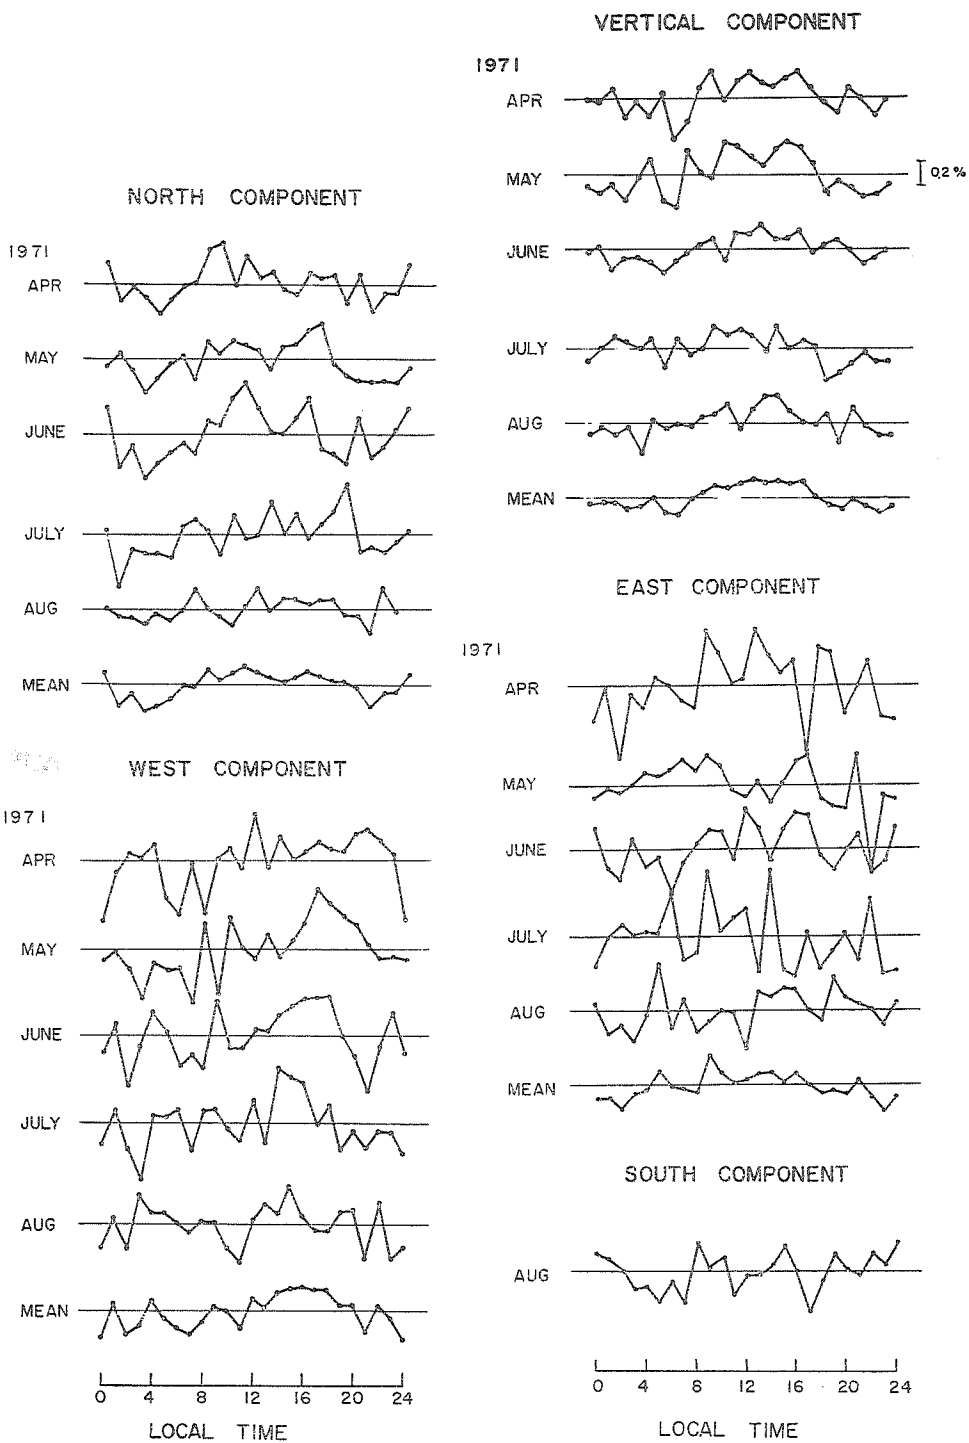 NORTH COMPONENT
1971
APR
MAY
JUNE
JULY
AUG
MEAN
WEST COMPONENT
1971
APR
MAY
JUNE
JULY
AUG
MEAN
0 4 8 12 16 20 24
LOCAL TIME
VERTICAL COMPONENT
1971
APR
MAY
0.2 %
JUNE
JULY
AUG
MEAN
EAST COMPONENT
1971
APR
MAY
JUNE
JULY
AUG
MEAN
SOUTH COMPONENT
AUG
0 4 8 12 16 20 24
LOCAL TIME